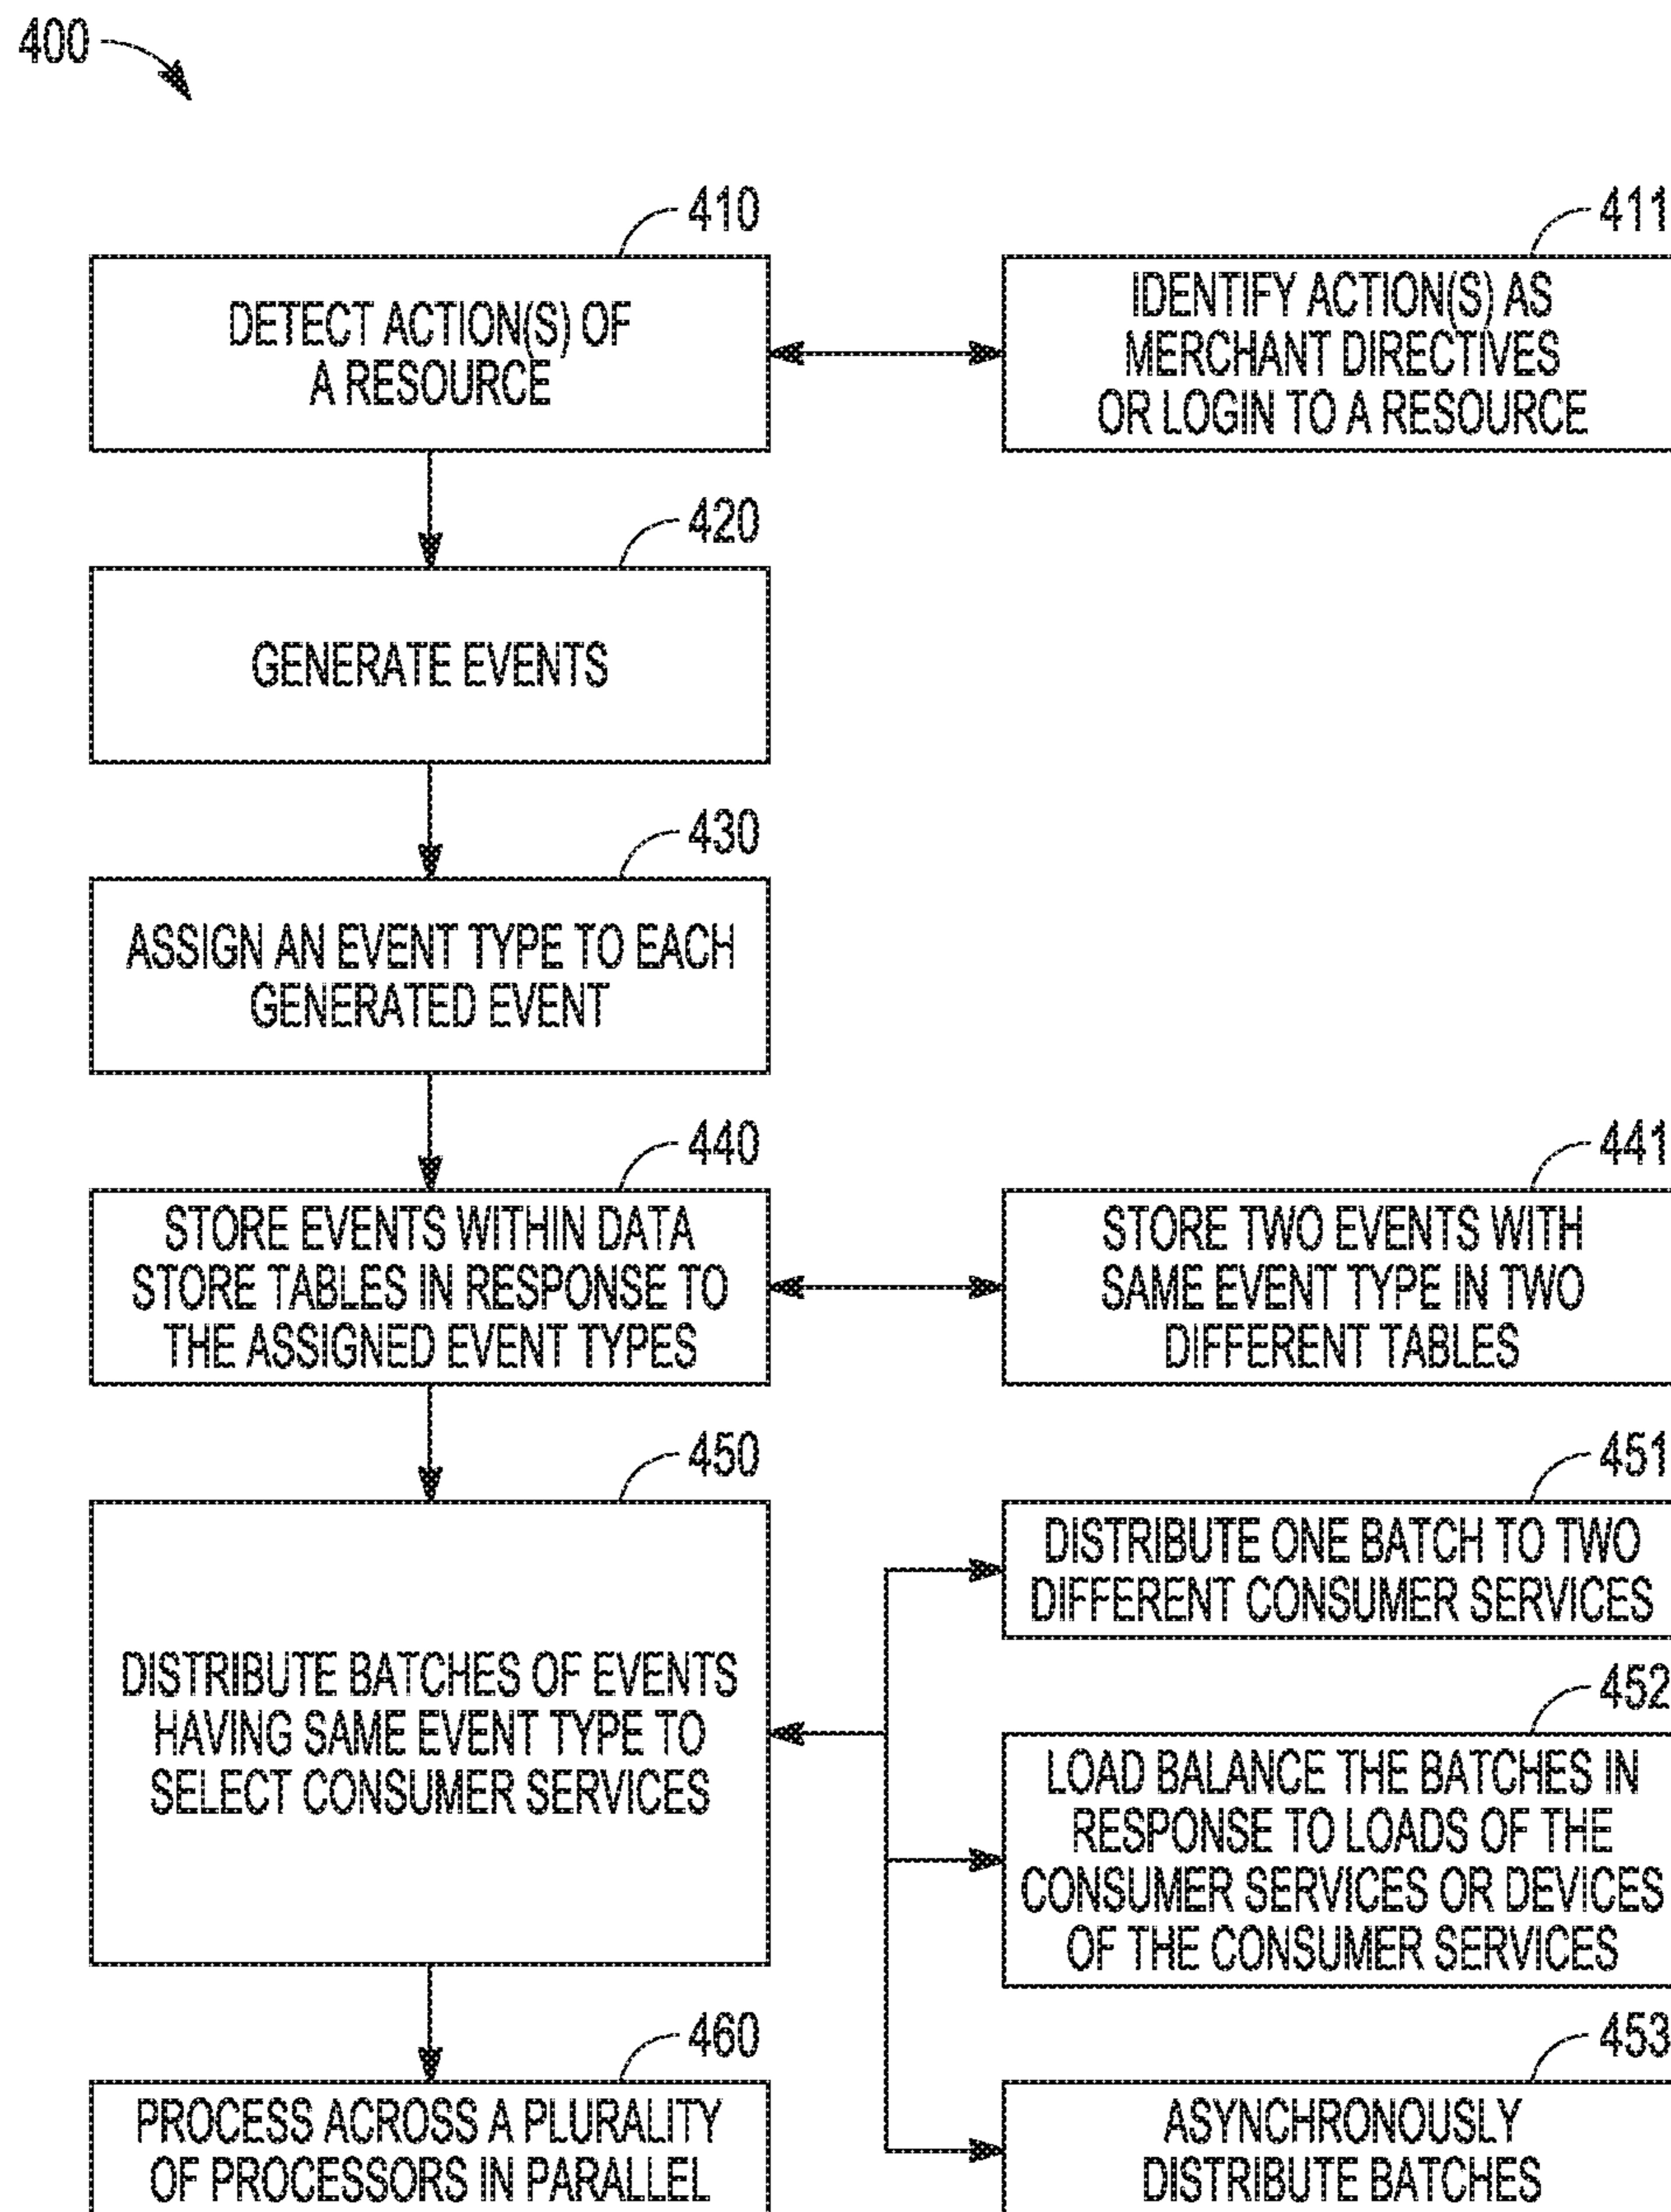 400
410
DETECT ACTION(S) OF
A RESOURCE
411
IDENTIFY ACTION(S) AS
MERCHANT DIRECTIVES
OR LOGIN TO A RESOURCE
420
GENERATE EVENTS
430
ASSIGN AN EVENT TYPE TO EACH
GENERATED EVENT
440
STORE EVENTS WITHIN DATA
STORE TABLES IN RESPONSE TO
THE ASSIGNED EVENT TYPES
441
STORE TWO EVENTS WITH
SAME EVENT TYPE IN TWO
DIFFERENT TABLES
450
DISTRIBUTE BATCHES OF EVENTS
HAVING SAME EVENT TYPE TO
SELECT CONSUMER SERVICES
451
DISTRIBUTE ONE BATCH TO TWO
DIFFERENT CONSUMER SERVICES
452
LOAD BALANCE THE BATCHES IN
RESPONSE TO LOADS OF THE
CONSUMER SERVICES OR DEVICES
OF THE CONSUMER SERVICES
453
ASYNCHRONOUSLY
DISTRIBUTE BATCHES
460
PROCESS ACROSS A PLURALITY
OF PROCESSORS IN PARALLEL